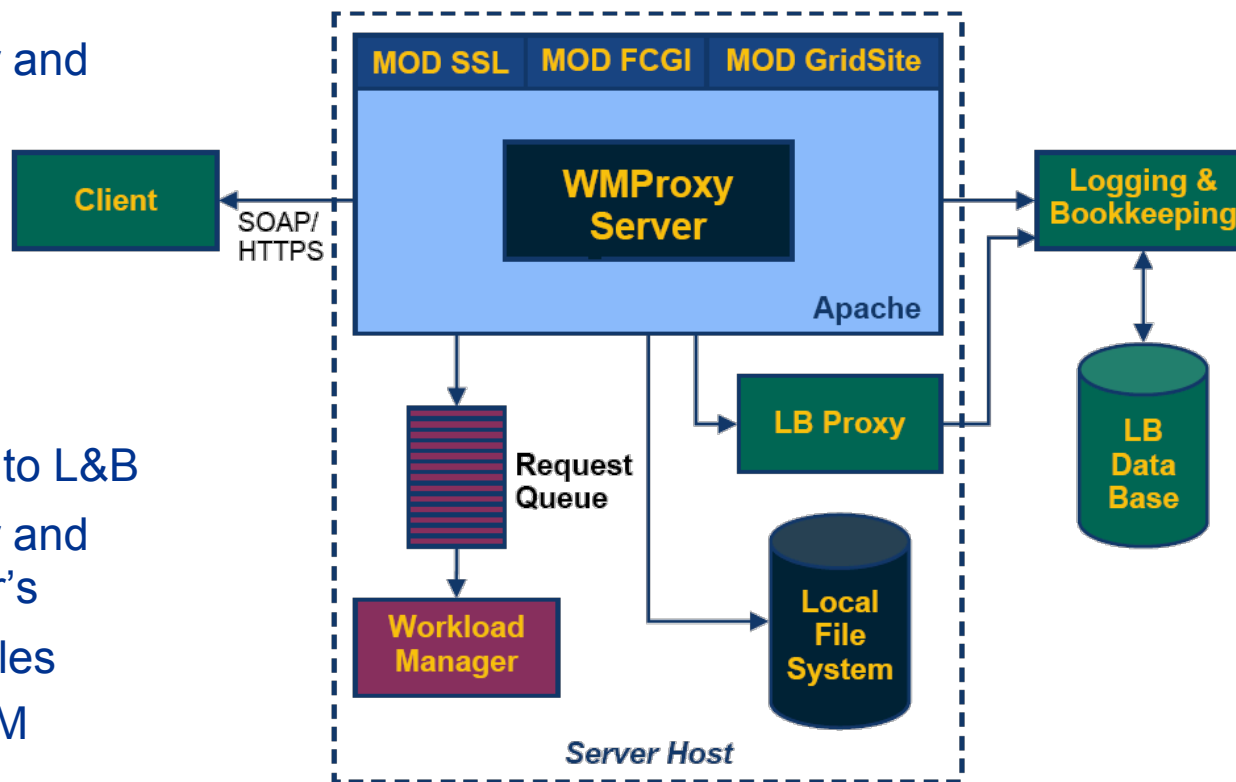 and
to L&B
and
r’s
les
M
MOD SSL MOD FCGI MOD GridSite
WMProxy
Server
Apache
Client
SOAP/
HTTPS
Logging &
Bookkeeping
LB Proxy
LB
Data
Base
Request
Queue
Workload
Manager
Local
File
System
Server Host